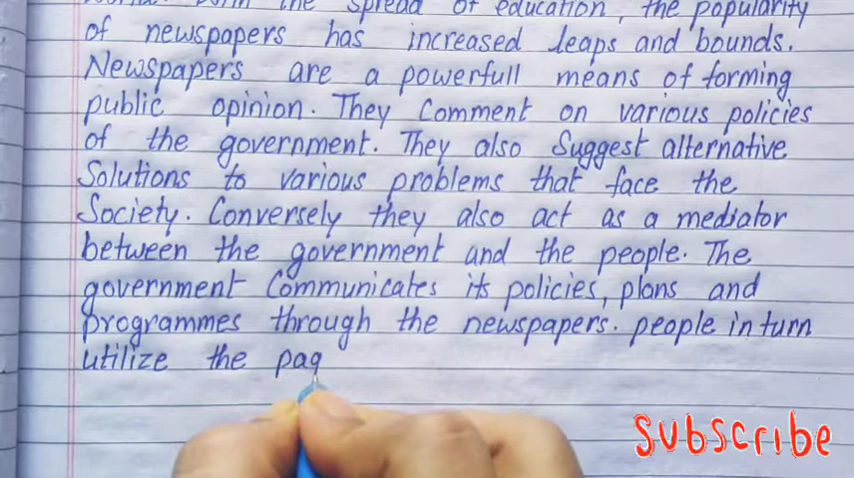 the spread of education, the popularity
of newspapers has increased leaps and bounds.
Newspapers are a powerfull means of forming
public opinion. They Comment on various policies
of the government. They also Suggest alternative
Solutions to various problems that face the
Society. Conversely they also act as a mediator
between the government and the people. The
government Communicates its policies, plans and
programmes through the newspapers. people in turn
utilize the pag
Subscribe